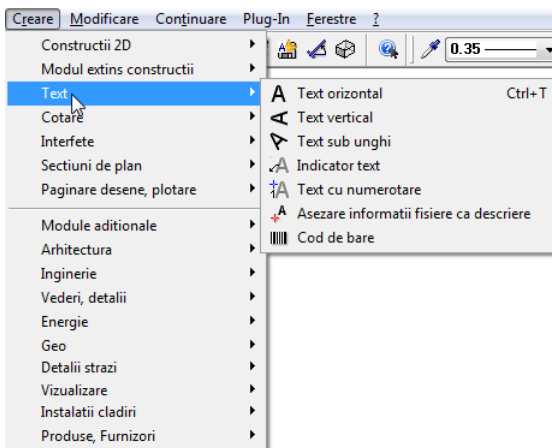 Creare Modificare Continuare Plug-In Ferestre ?
Constructii 2D
0.35
Modul extins constructii
Text
Text orizontal Ctrl+T
Cotare
Text vertical
Interfete
Text sub unghi
Sectiuni de plan
Indicator text
Paginare desene, plotare
Text cu numerotare
Asezare informatii fisiere ca descriere
Module aditionale
Cod de bare
Arhitectura
Inginerie
Vederi, detalii
Energie
Geo
Detalii strazi
Vizualizare
Instalatii cladiri
Produse, Furnizori